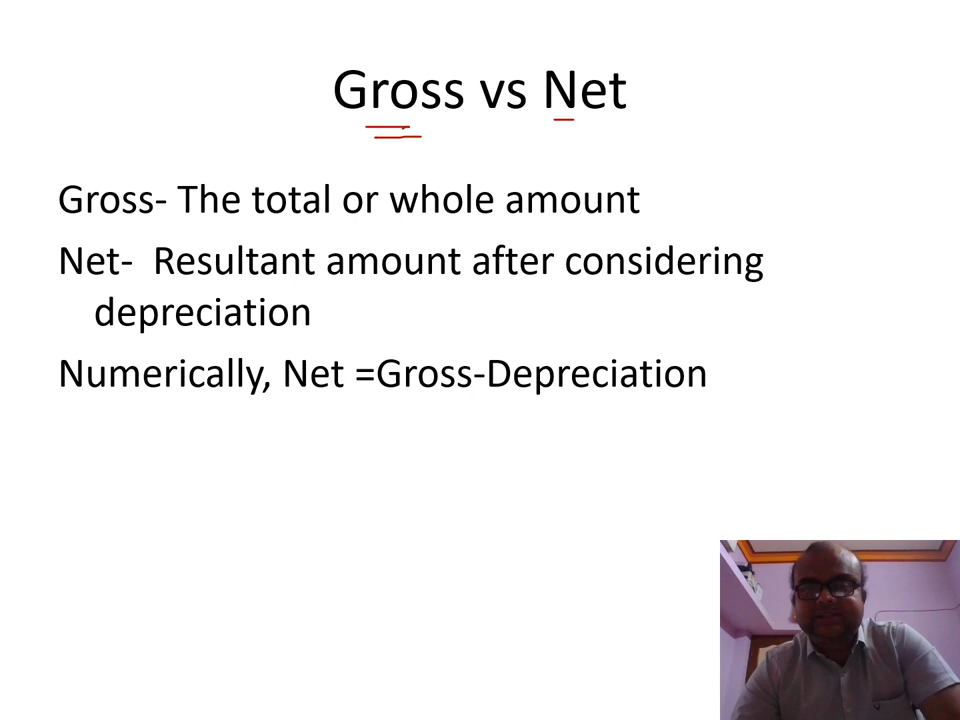 Gross vs Net
Gross- The total or whole amount
Net-  Resultant amount after considering
depreciation
Numerically, Net =Gross-Depreciation